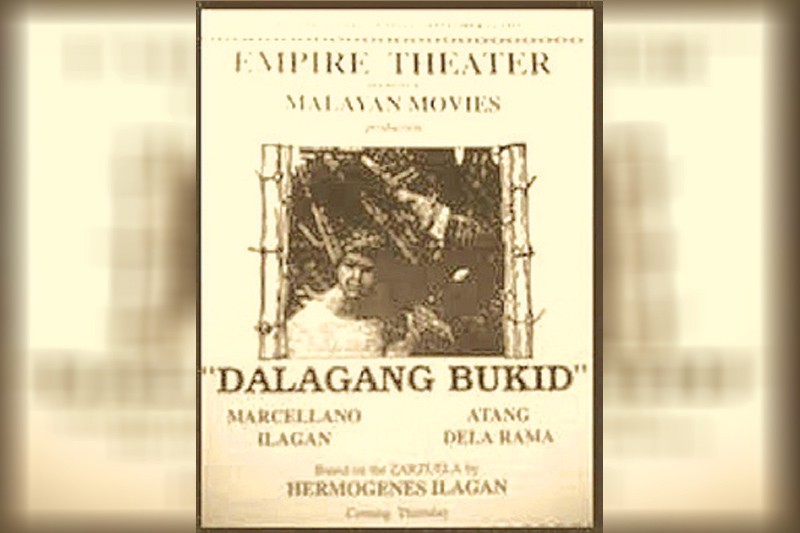 EMPIRE THEATER
MALAYAN MOVIES
production
"DALAGANG BUKID"
MARCELLANO
ILAGAN
ATANG
DELA RAMA
Based on the ZARZUELA by
HERMOGENES ILAGAN
Coming Thursday